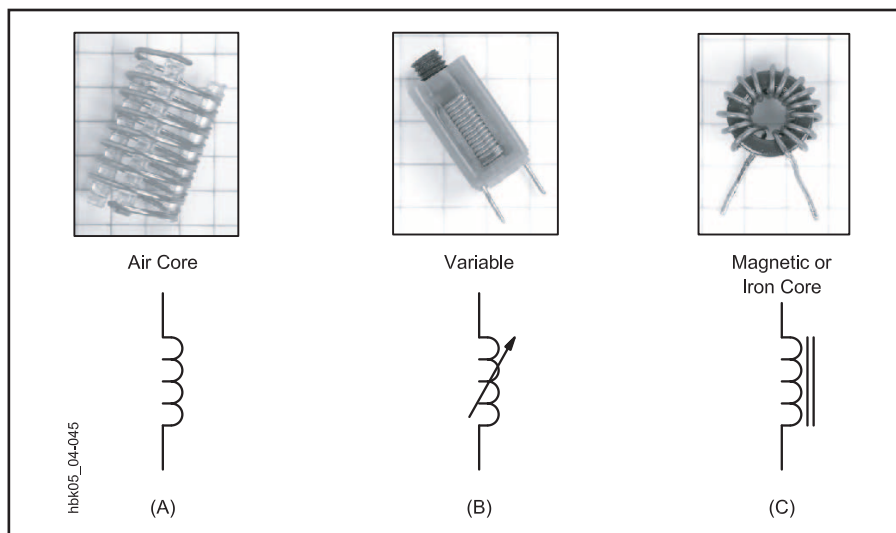 Air Core
Variable
Magnetic or
Iron Core
hbk05_04-045
(A)
(B)
(C)